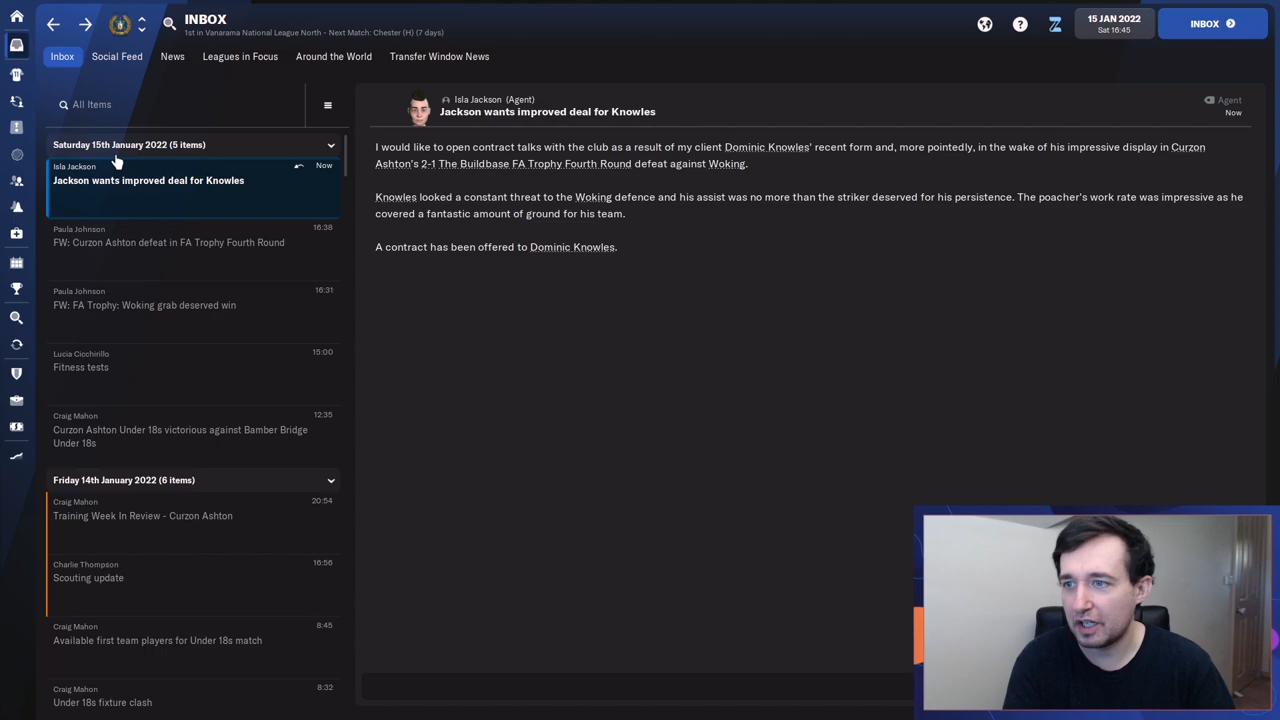 INBOX
1st in Vanarama National League North - Next Match: Chester (H) (7 days)
15 JAN 2022
Sat 16:45
INBOX
Inbox
Social Feed
News
Leagues in Focus
Around the World
Transfer Window News
All Items
Saturday 15th January 2022 (5 items)
Isla Jackson
Now
Jackson wants improved deal for Knowles
Paula Johnson
16:38
FW: Curzon Ashton defeat in FA Trophy Fourth Round
Paula Johnson
16:31
FW: FA Trophy: Woking grab deserved win
Lucia Cicchirillo
15:00
Fitness tests
Craig Mahon
12:35
Curzon Ashton Under 18s victorious against Bamber Bridge
Under 18s
Friday 14th January 2022 (6 items)
Craig Mahon
20:54
Training Week In Review - Curzon Ashton
Charlie Thompson
16:56
Scouting update
Craig Mahon
8:45
Available first team players for Under 18s match
Craig Mahon
8:32
Under 18s fixture clash
Isla Jackson (Agent)
Jackson wants improved deal for Knowles
Agent
Now
I would like to open contract talks with the club as a result of my client Dominic Knowles' recent form and, more pointedly, in the wake of his impressive display in Curzon
Ashton's 2-1 The Buildbase FA Trophy Fourth Round defeat against Woking.
Knowles looked a constant threat to the Woking defence and his assist was no more than the striker deserved for his persistence. The poacher's work rate was impressive as he
covered a fantastic amount of ground for his team.
A contract has been offered to Dominic Knowles.